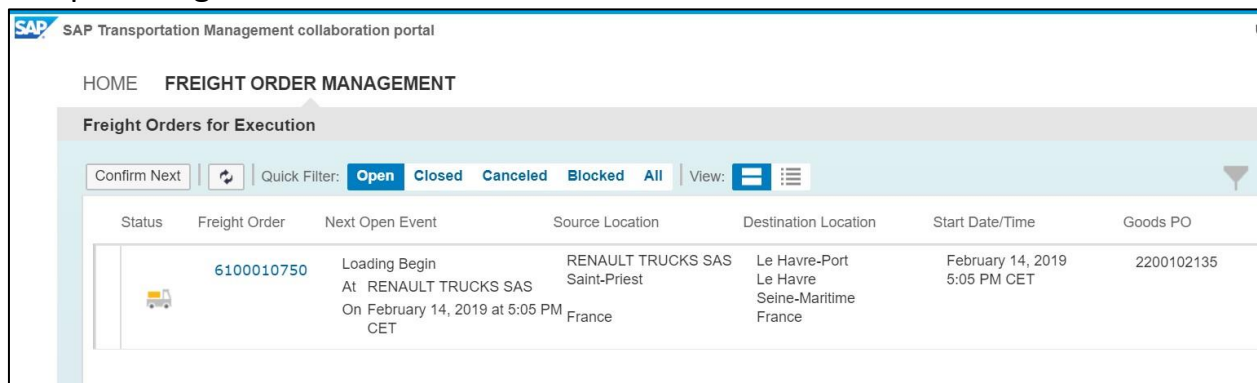 SAP SAP Transportation Management collaboration portal
HOME FREIGHT ORDER MANAGEMENT
Freight Orders for Execution
Confirm Next Quick Filter: Open Closed Canceled Blocked All View:
Status Freight Order Next Open Event Source Location Destination Location Start Date/Time Goods PO
6100010750
Loading Begin
At RENAULT TRUCKS SAS
On February 14, 2019 at 5:05 PM
CET
RENAULT TRUCKS SAS
Saint-Priest
France
Le Havre-Port
Le Havre
Seine-Maritime
France
February 14, 2019
5:05 PM CET
2200102135